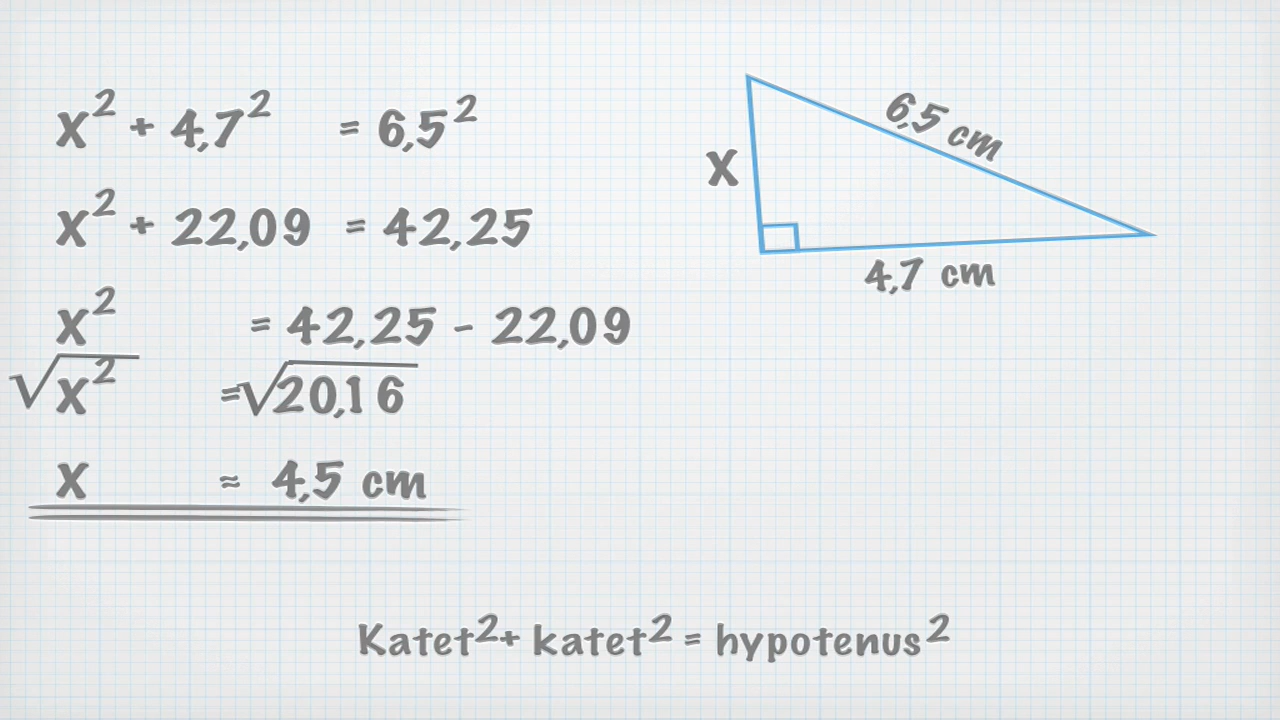 x² + 4,7² = 6,5²
x² + 22,09 = 42,25
x² = 42,25 - 22,09
√x² = √20,16
x ≈ 4,5 cm
6,5 cm
x
4,7 cm
Katet² + katet² = hypotenus²